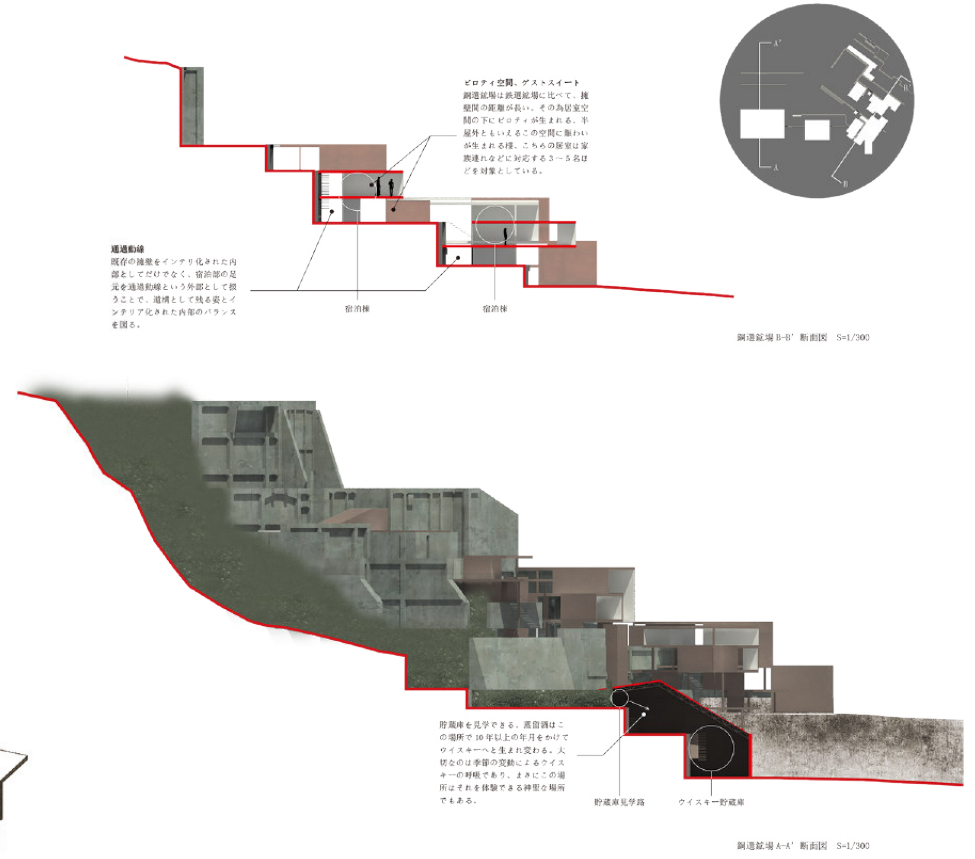 A'
B'
A
B
ピロティ空間、ゲストスイート
銅選鉱場は鉄選鉱場に比べて、擁
壁間の距離が長い。その為居室空
間の下にピロティが生まれる。半
屋外ともいえるこの空間に賑わい
が生まれる様、こちらの居室は家
族連れなどに対応する3～5名ほ
どを対象としている。
通過動線
既存の擁壁をインテリ化された内
部としてだけでなく、宿泊部の足
元を通過動線という外部として扱
うことで、遺構として残る姿とイ
ンテリア化された内部のバランス
を図る。
宿泊棟
宿泊棟
銅選鉱場 B-B' 断面図 S=1/300
貯蔵庫を見学できる。蒸留酒はこ
の場所で10年以上の年月をかけて
ウイスキーへと生まれ変わる。大
切なのは季節の変動によるウイス
キーの呼吸であり、まさにこの場
所はそれを体験できる神聖な場所
でもある。
貯蔵庫見学路
ウイスキー貯蔵庫
銅選鉱場 A-A' 断面図 S=1/300